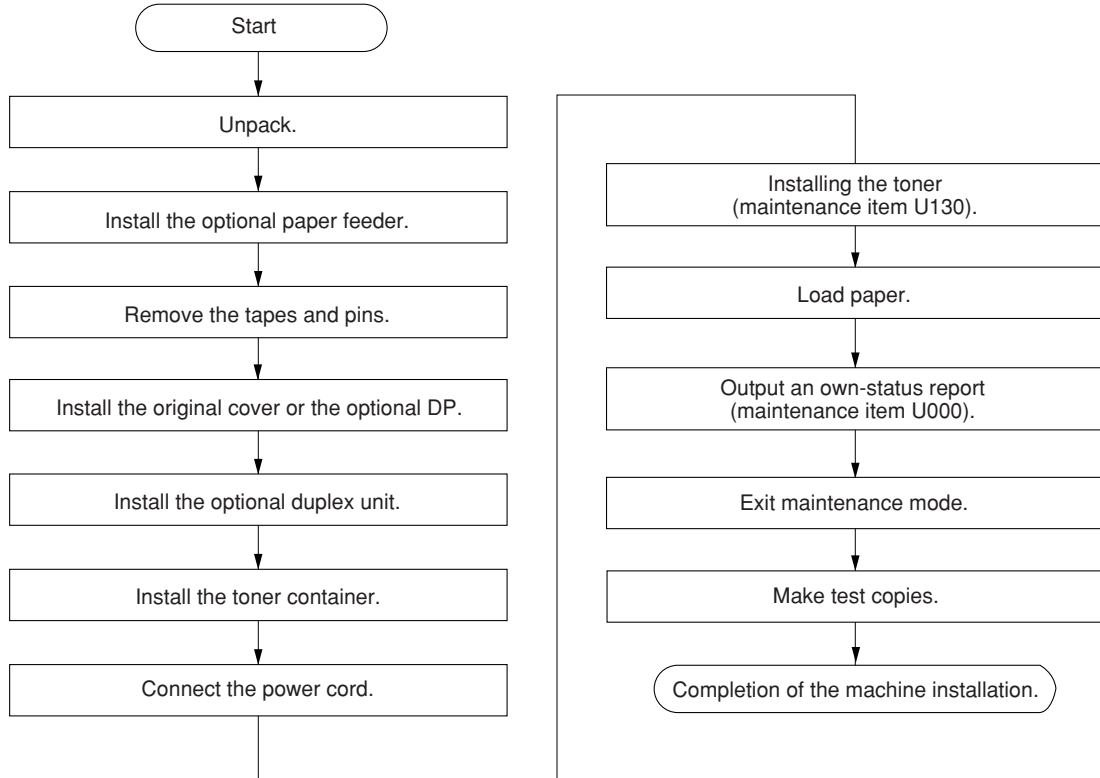 Start
Unpack.
Install the optional paper feeder.
Remove the tapes and pins.
Install the original cover or the optional DP.
Install the optional duplex unit.
Install the toner container.
Connect the power cord.
Installing the toner
(maintenance item U130).
Load paper.
Output an own-status report
(maintenance item U000).
Exit maintenance mode.
Make test copies.
Completion of the machine installation.